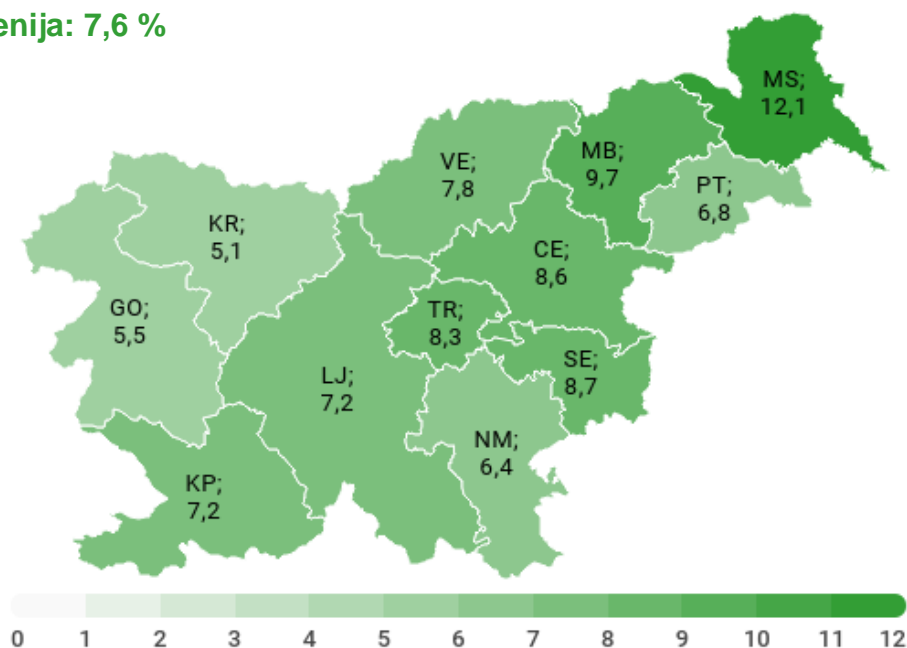 enija: 7,6 %
MS;
12,1
MB;
9,7
VE;
7,8
PT;
6,8
KR;
5,1
CE;
8,6
GO;
5,5
TR;
8,3
SE;
8,7
LJ;
7,2
NM;
6,4
KP;
7,2
0 1 2 3 4 5 6 7 8 9 10 11 12